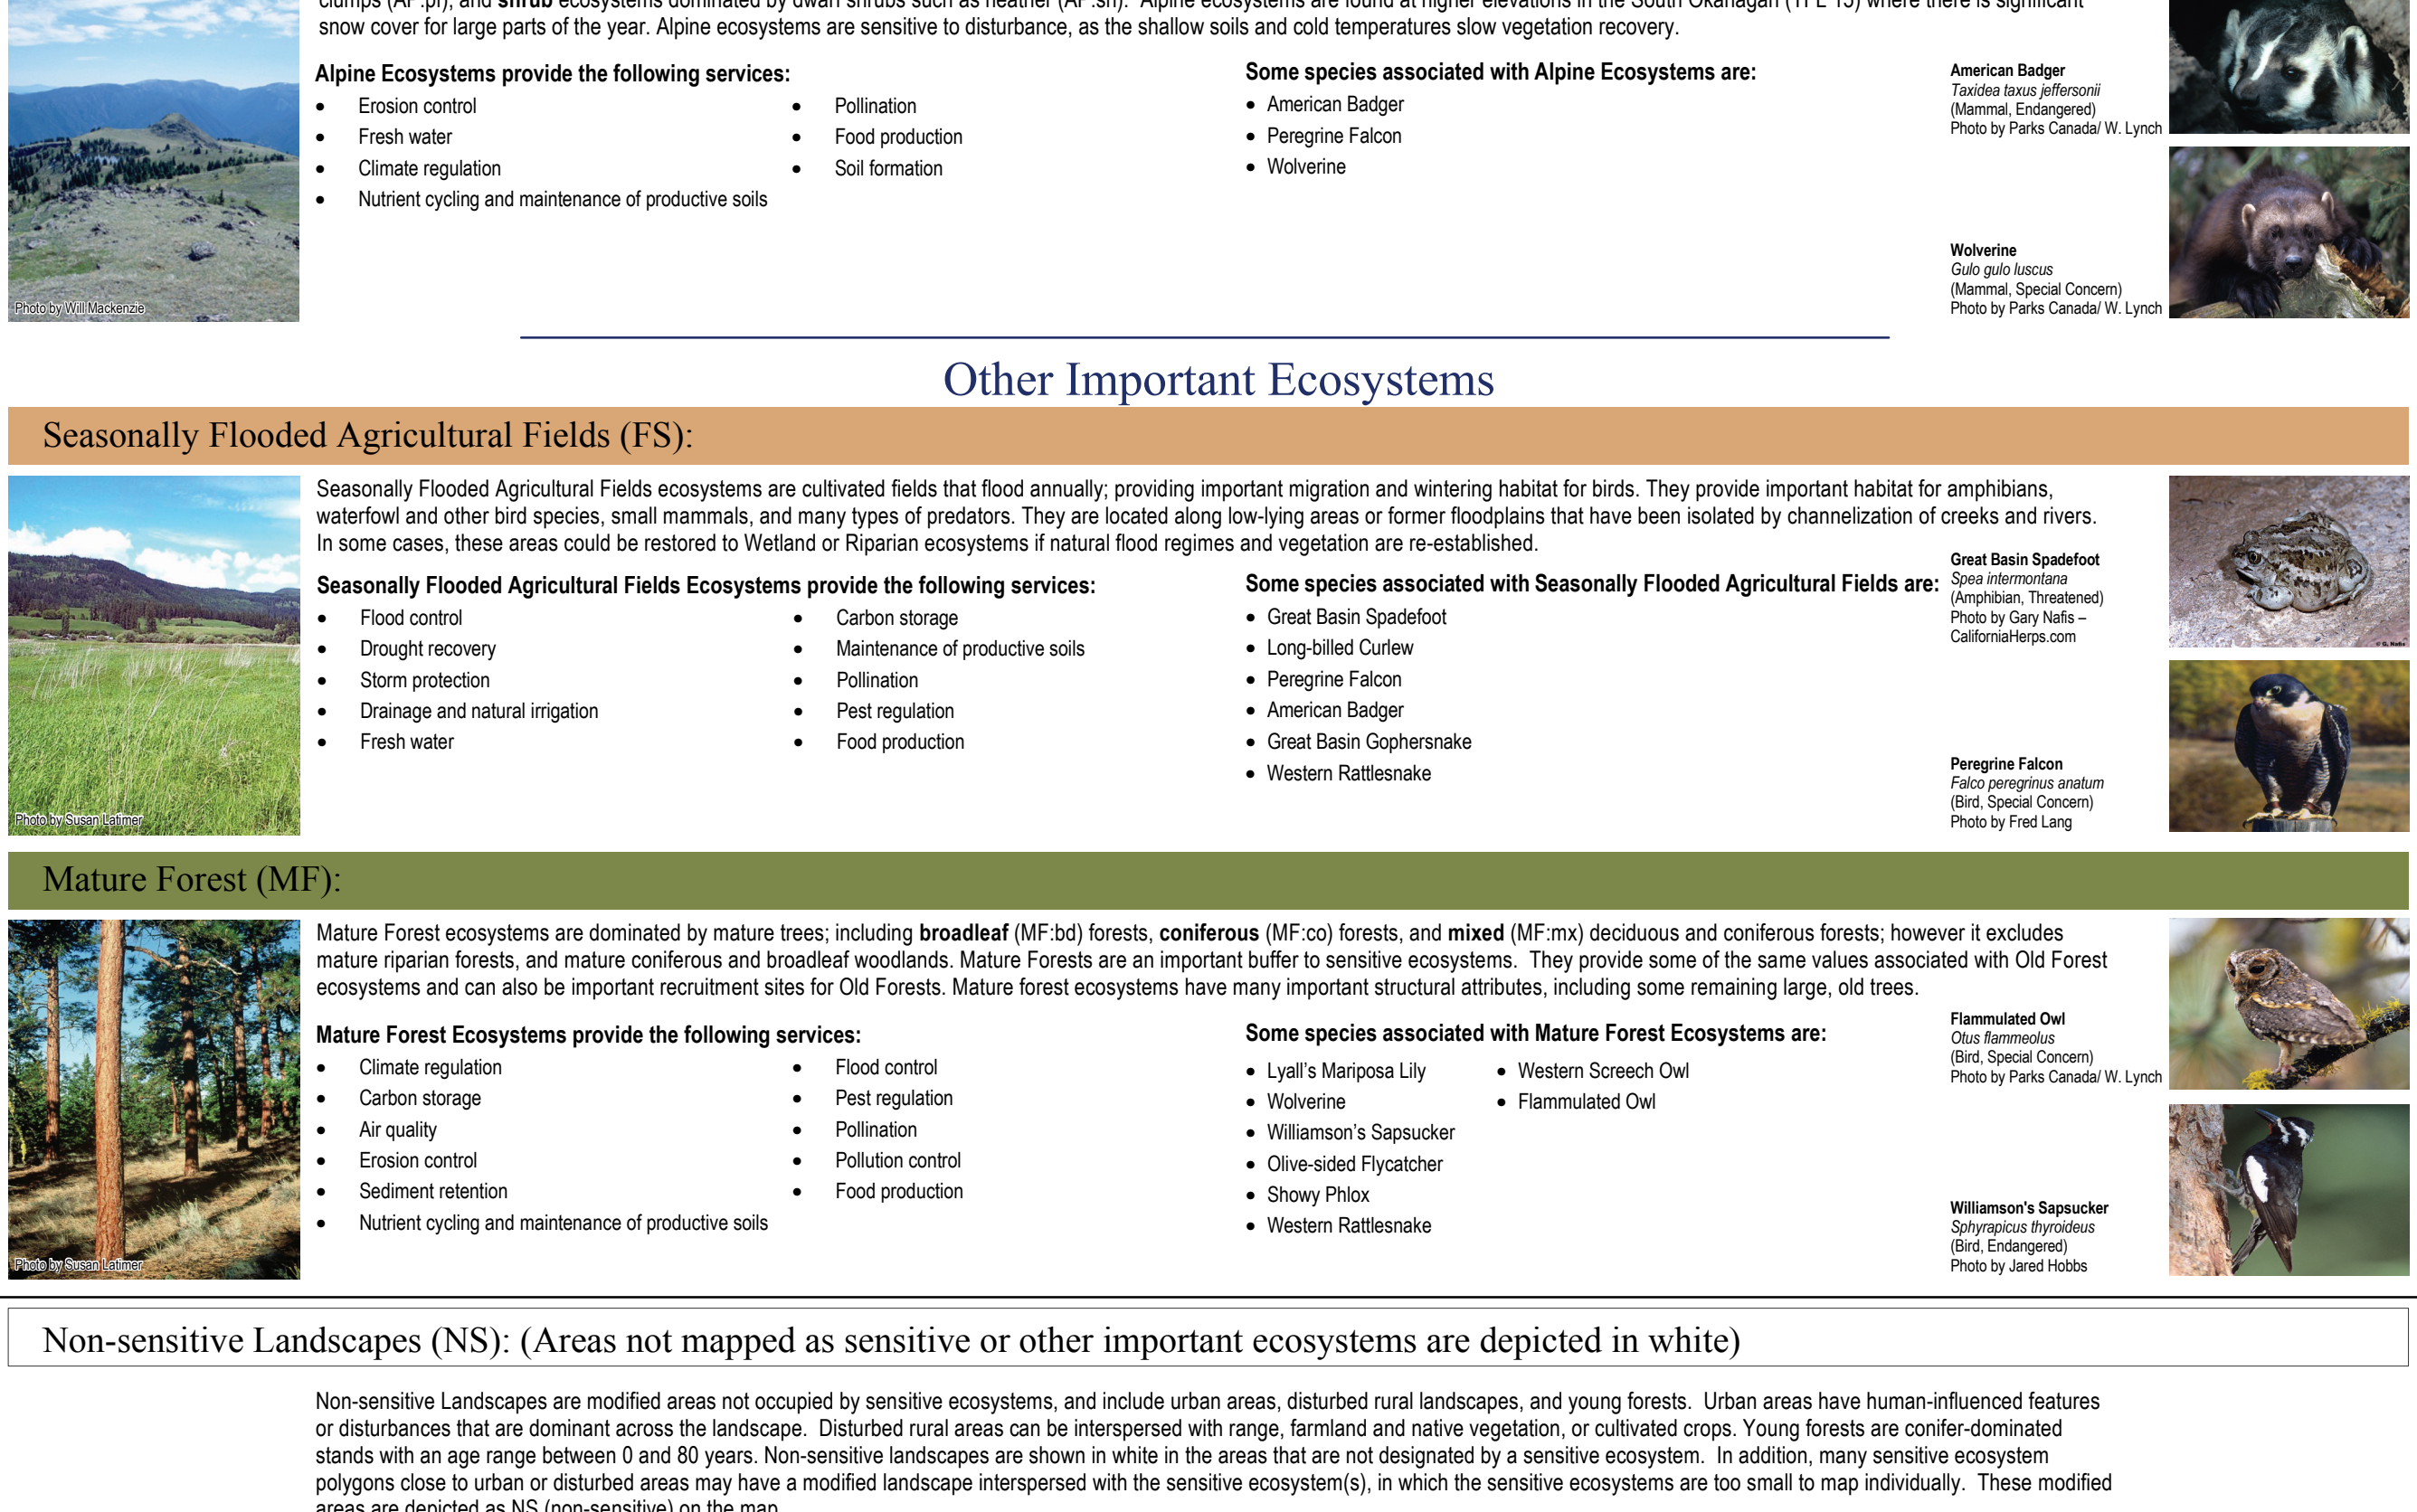 clumps (AP:pf), and shrub ecosystems dominated by dwarf shrubs such as heather (AP:sh). Alpine ecosystems are found at higher elevations in the South Okanagan (TFL 15) where there is significant
snow cover for large parts of the year. Alpine ecosystems are sensitive to disturbance, as the shallow soils and cold temperatures slow vegetation recovery.
Alpine Ecosystems provide the following services:
• Erosion control
• Fresh water
• Climate regulation
• Nutrient cycling and maintenance of productive soils
• Pollination
• Food production
• Soil formation
Some species associated with Alpine Ecosystems are:
• American Badger
• Peregrine Falcon
• Wolverine
American Badger
Taxidea taxus jeffersonii
(Mammal, Endangered)
Photo by Parks Canada/ W. Lynch
Wolverine
Gulo gulo luscus
(Mammal, Special Concern)
Photo by Parks Canada/ W. Lynch
Photo by Will Mackenzie
Other Important Ecosystems
Seasonally Flooded Agricultural Fields (FS):
Seasonally Flooded Agricultural Fields ecosystems are cultivated fields that flood annually; providing important migration and wintering habitat for birds. They provide important habitat for amphibians,
waterfowl and other bird species, small mammals, and many types of predators. They are located along low-lying areas or former floodplains that have been isolated by channelization of creeks and rivers.
In some cases, these areas could be restored to Wetland or Riparian ecosystems if natural flood regimes and vegetation are re-established.
Seasonally Flooded Agricultural Fields Ecosystems provide the following services:
• Flood control
• Drought recovery
• Storm protection
• Drainage and natural irrigation
• Fresh water
• Carbon storage
• Maintenance of productive soils
• Pollination
• Pest regulation
• Food production
Some species associated with Seasonally Flooded Agricultural Fields are:
• Great Basin Spadefoot
• Long-billed Curlew
• Peregrine Falcon
• American Badger
• Great Basin Gophersnake
• Western Rattlesnake
Great Basin Spadefoot
Spea intermontana
(Amphibian, Threatened)
Photo by Gary Nafis –
CaliforniaHerps.com
© G. Nafis
Peregrine Falcon
Falco peregrinus anatum
(Bird, Special Concern)
Photo by Fred Lang
Photo by Susan Latimer
Mature Forest (MF):
Mature Forest ecosystems are dominated by mature trees; including broadleaf (MF:bd) forests, coniferous (MF:co) forests, and mixed (MF:mx) deciduous and coniferous forests; however it excludes
mature riparian forests, and mature coniferous and broadleaf woodlands. Mature Forests are an important buffer to sensitive ecosystems. They provide some of the same values associated with Old Forest
ecosystems and can also be important recruitment sites for Old Forests. Mature forest ecosystems have many important structural attributes, including some remaining large, old trees.
Mature Forest Ecosystems provide the following services:
• Climate regulation
• Carbon storage
• Air quality
• Erosion control
• Sediment retention
• Nutrient cycling and maintenance of productive soils
• Flood control
• Pest regulation
• Pollination
• Pollution control
• Food production
Some species associated with Mature Forest Ecosystems are:
• Lyall's Mariposa Lily
• Wolverine
• Williamson's Sapsucker
• Olive-sided Flycatcher
• Showy Phlox
• Western Rattlesnake
• Western Screech Owl
• Flammulated Owl
Flammulated Owl
Otus flammeolus
(Bird, Special Concern)
Photo by Parks Canada/ W. Lynch
Williamson's Sapsucker
Sphyrapicus thyroideus
(Bird, Endangered)
Photo by Jared Hobbs
Photo by Susan Latimer
Non-sensitive Landscapes (NS): (Areas not mapped as sensitive or other important ecosystems are depicted in white)
Non-sensitive Landscapes are modified areas not occupied by sensitive ecosystems, and include urban areas, disturbed rural landscapes, and young forests. Urban areas have human-influenced features
or disturbances that are dominant across the landscape. Disturbed rural areas can be interspersed with range, farmland and native vegetation, or cultivated crops. Young forests are conifer-dominated
stands with an age range between 0 and 80 years. Non-sensitive landscapes are shown in white in the areas that are not designated by a sensitive ecosystem. In addition, many sensitive ecosystem
polygons close to urban or disturbed areas may have a modified landscape interspersed with the sensitive ecosystem(s), in which the sensitive ecosystems are too small to map individually. These modified
areas are depicted as NS (non-sensitive) on the map.